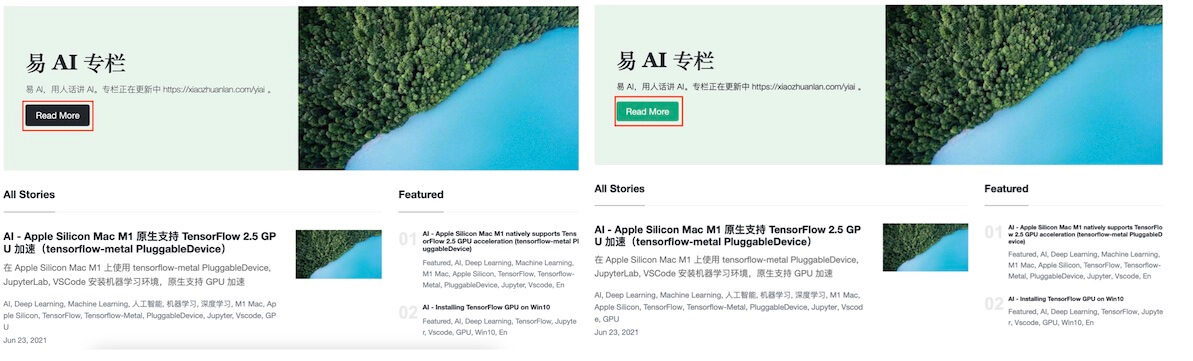 易 AI 专栏
易 AI，用人话讲 AI。专栏正在更新中 https://xiaozhuanlan.com/yiai 。
Read More
All Stories
AI - Apple Silicon Mac M1 原生支持 TensorFlow 2.5 GP
U 加速（tensorflow-metal PluggableDevice）
在 Apple Silicon Mac M1 上使用 tensorflow-metal PluggableDevice,
JupyterLab, VSCode 安装机器学习环境，原生支持 GPU 加速
AI, Deep Learning, Machine Learning, 人工智能, 机器学习, 深度学习, M1 Mac, Ap
ple Silicon, TensorFlow, Tensorflow-Metal, PluggableDevice, Jupyter, Vscode, GP
U
Jun 23, 2021
Featured
01
AI - Apple Silicon Mac M1 natively supports Tens
orFlow 2.5 GPU acceleration (tensorflow-metal Pl
uggableDevice)
Featured, AI, Deep Learning, Machine Learning,
M1 Mac, Apple Silicon, TensorFlow, Tensorflow-
Metal, PluggableDevice, Jupyter, Vscode, En
02
AI - Installing TensorFlow GPU on Win10
Featured, AI, Deep Learning, TensorFlow, Jupyte
r, Vscode, GPU, Win10, En
易 AI 专栏
易 AI，用人话讲 AI。专栏正在更新中 https://xiaozhuanlan.com/yiai 。
Read More
All Stories
AI - Apple Silicon Mac M1 原生支持 TensorFlow 2.5 GP
U 加速（tensorflow-metal PluggableDevice）
在 Apple Silicon Mac M1 上使用 tensorflow-metal PluggableDevice,
JupyterLab, VSCode 安装机器学习环境，原生支持 GPU 加速
AI, Deep Learning, Machine Learning, 人工智能, 机器学习, 深度学习, M1 Mac,
Apple Silicon, TensorFlow, Tensorflow-Metal, PluggableDevice, Jupyter, Vscod
e, GPU
Jun 23, 2021
Featured
01
AI - Apple Silicon Mac M1 natively supports TensorFlo
w 2.5 GPU acceleration (tensorflow-metal PluggableD
evice)
Featured, AI, Deep Learning, Machine Learning,
M1 Mac, Apple Silicon, TensorFlow, Tensorflow-
Metal, PluggableDevice, Jupyter, Vscode, En
02
AI - Installing TensorFlow GPU on Win10
Featured, AI, Deep Learning, TensorFlow, Jupyte
r, Vscode, GPU, Win10, En